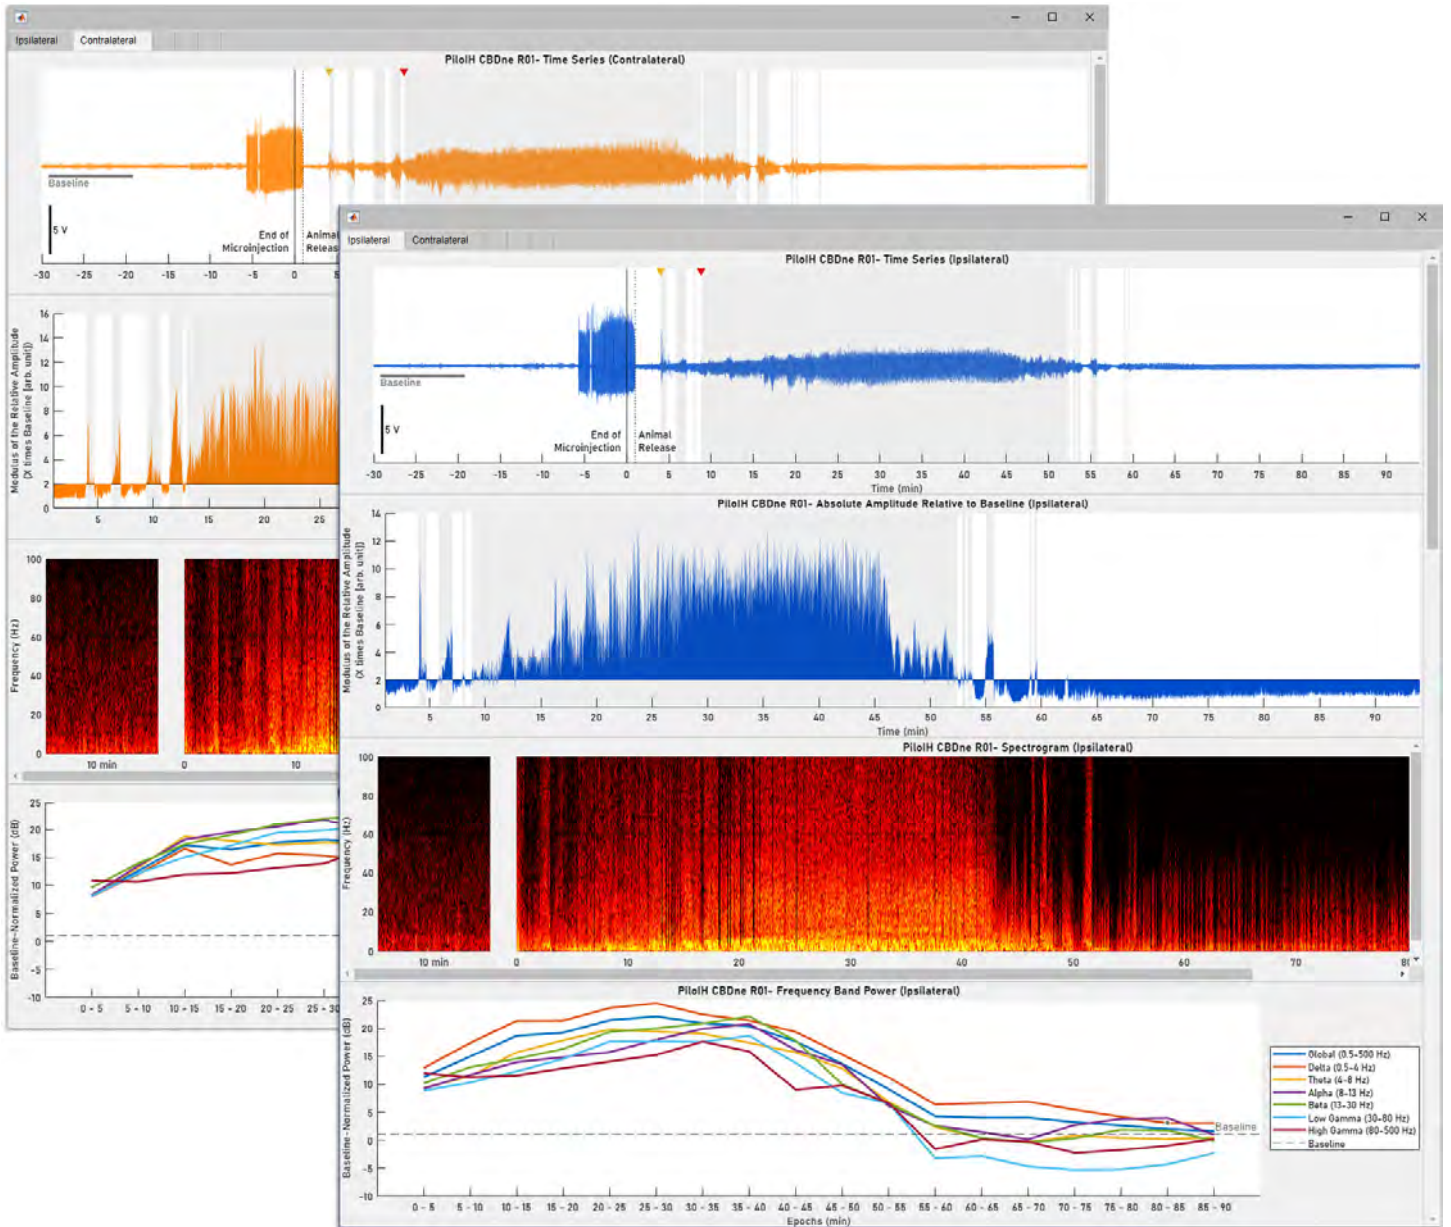 Ipsilateral Contralateral
PiloIH CBDne R01- Time Series (Contralateral)
Baseline
5 V
End of
Microinjection
Animal
Release
-30 -25 -20 -15 -10 -5 0
Modulus of the Relative Amplitude
(X times Baseline [arb. unit])
16
14
12
10
8
6
4
2
0
5 10 15 20 25
Frequency (Hz)
100
80
60
40
20
0
10 min 0 10
Baseline-Normalized Power (dB)
25
20
15
10
5
0
-5
-10
0 - 5 5 - 10 10 - 15 15 - 20 20 - 25 25 - 30
Ipsilateral Contralateral
PiloIH CBDne R01- Time Series (Ipsilateral)
Baseline
5 V
End of
Microinjection
Animal
Release
-30 -25 -20 -15 -10 -5 0 5 10 15 20 25 30 35 40 45 50 55 60 65 70 75 80 85 90
Time (min)
PiloIH CBDne R01- Absolute Amplitude Relative to Baseline (Ipsilateral)
Modulus of the Relative Amplitude
(X times Baseline [arb. unit])
14
12
10
8
6
4
2
0
5 10 15 20 25 30 35 40 45 50 55 60 65 70 75 80 85 90
Time (min)
PiloIH CBDne R01- Spectrogram (Ipsilateral)
Frequency (Hz)
100
80
60
40
20
0
10 min 0 10 20 30 40 50 60 70 80
PiloIH CBDne R01- Frequency Band Power (Ipsilateral)
Baseline-Normalized Power (dB)
25
20
15
10
5
0
-5
-10
Baseline
0 - 5 5 - 10 10 - 15 15 - 20 20 - 25 25 - 30 30 - 35 35 - 40 40 - 45 45 - 50 50 - 55 55 - 60 60 - 65 65 - 70 70 - 75 75 - 80 80 - 85 85 - 90
Epochs (min)
Global (0.5-500 Hz)
Delta (0.5-4 Hz)
Theta (4-8 Hz)
Alpha (8-13 Hz)
Beta (13-30 Hz)
Low Gamma (30-80 Hz)
High Gamma (80-500 Hz)
Baseline